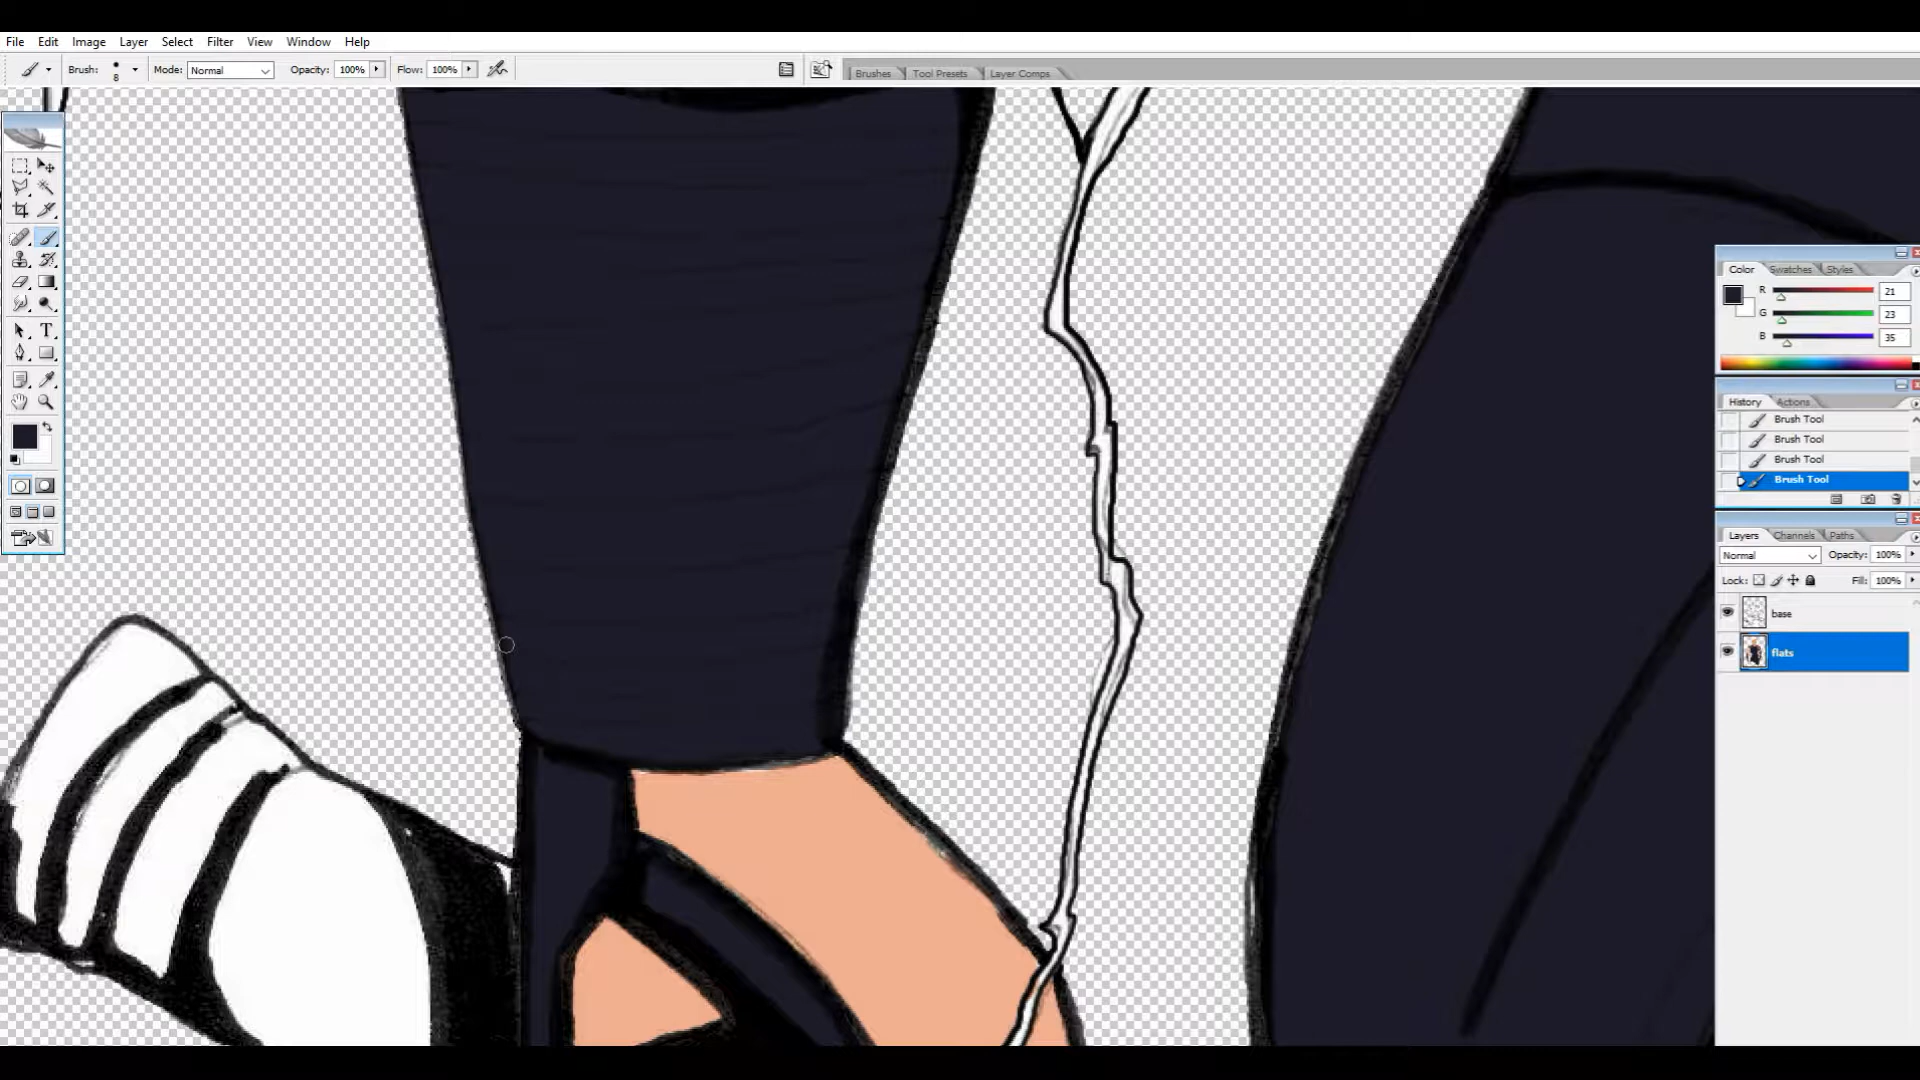 File Edit Image Layer Select Filter View Window Help
Brush: 8 Mode: Normal Opacity: 100% Flow: 100% Brushes Tool Presets Layer Comps
Color Swatches Styles
R 21
G 23
B 35
History Actions
Brush Tool
Brush Tool
Brush Tool
Brush Tool
Layers Channels Paths
Normal Opacity: 100%
Lock: Fill: 100%
base
flats